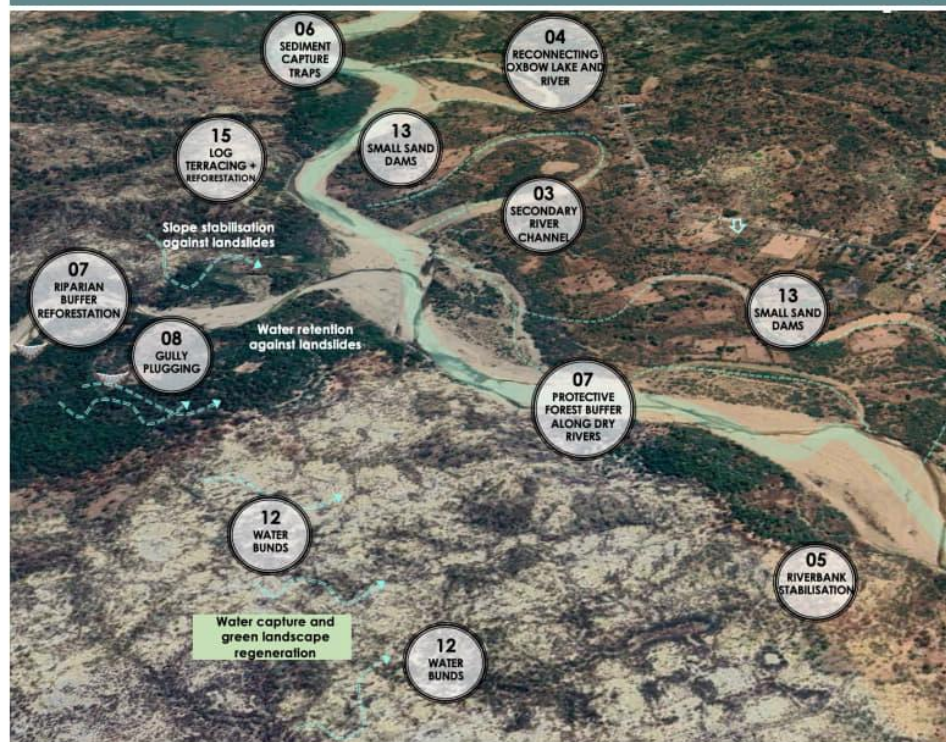 06
SEDIMENT
CAPTURE
TRAPS
04
RECONNECTING
OXBOW LAKE AND
RIVER
15
LOG
TERRACING +
REFORESTATION
13
SMALL SAND
DAMS
03
SECONDARY
RIVER
CHANNEL
Slope stabilisation
against landslides
07
RIPARIAN
BUFFER
REFORESTATION
13
SMALL SAND
DAMS
Water retention
against landslides
08
GULLY
PLUGGING
07
PROTECTIVE
FOREST BUFFER
ALONG DRY
RIVERS
12
WATER
BUNDS
05
RIVERBANK
STABILISATION
Water capture and
green landscape
regeneration
12
WATER
BUNDS